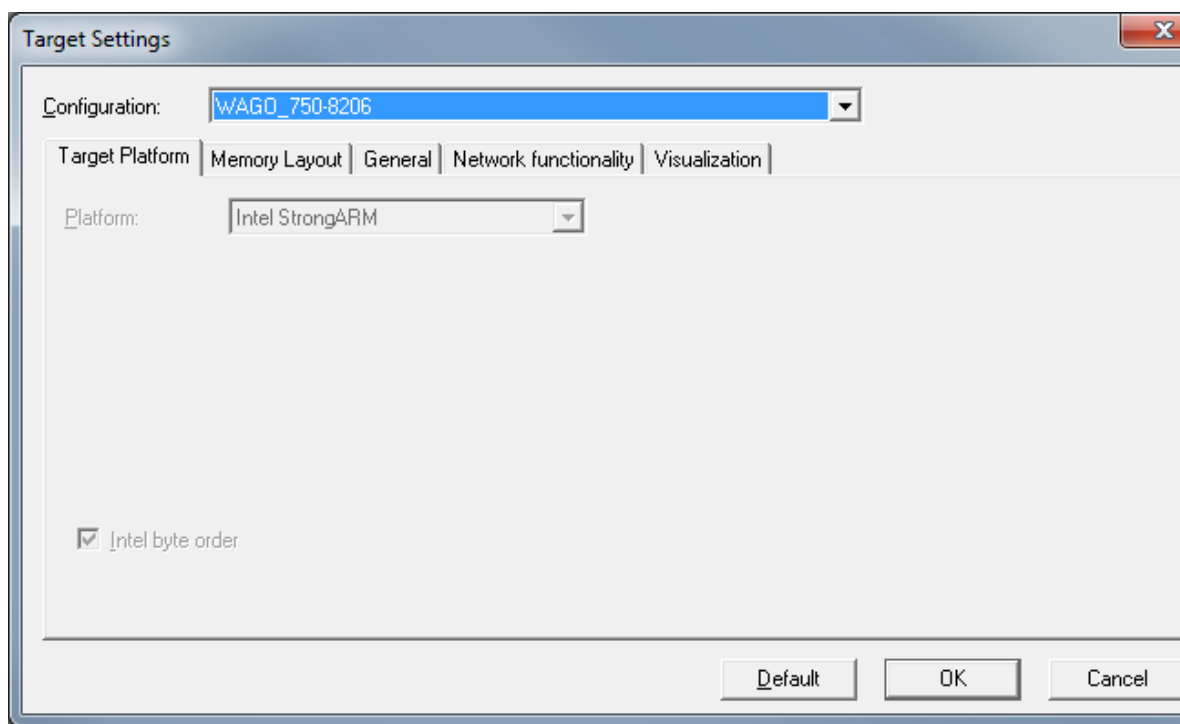 Target Settings
Configuration: WAGO_750-8206
Target Platform Memory Layout General Network functionality Visualization
Platform: Intel StrongARM
Intel byte order
Default OK Cancel